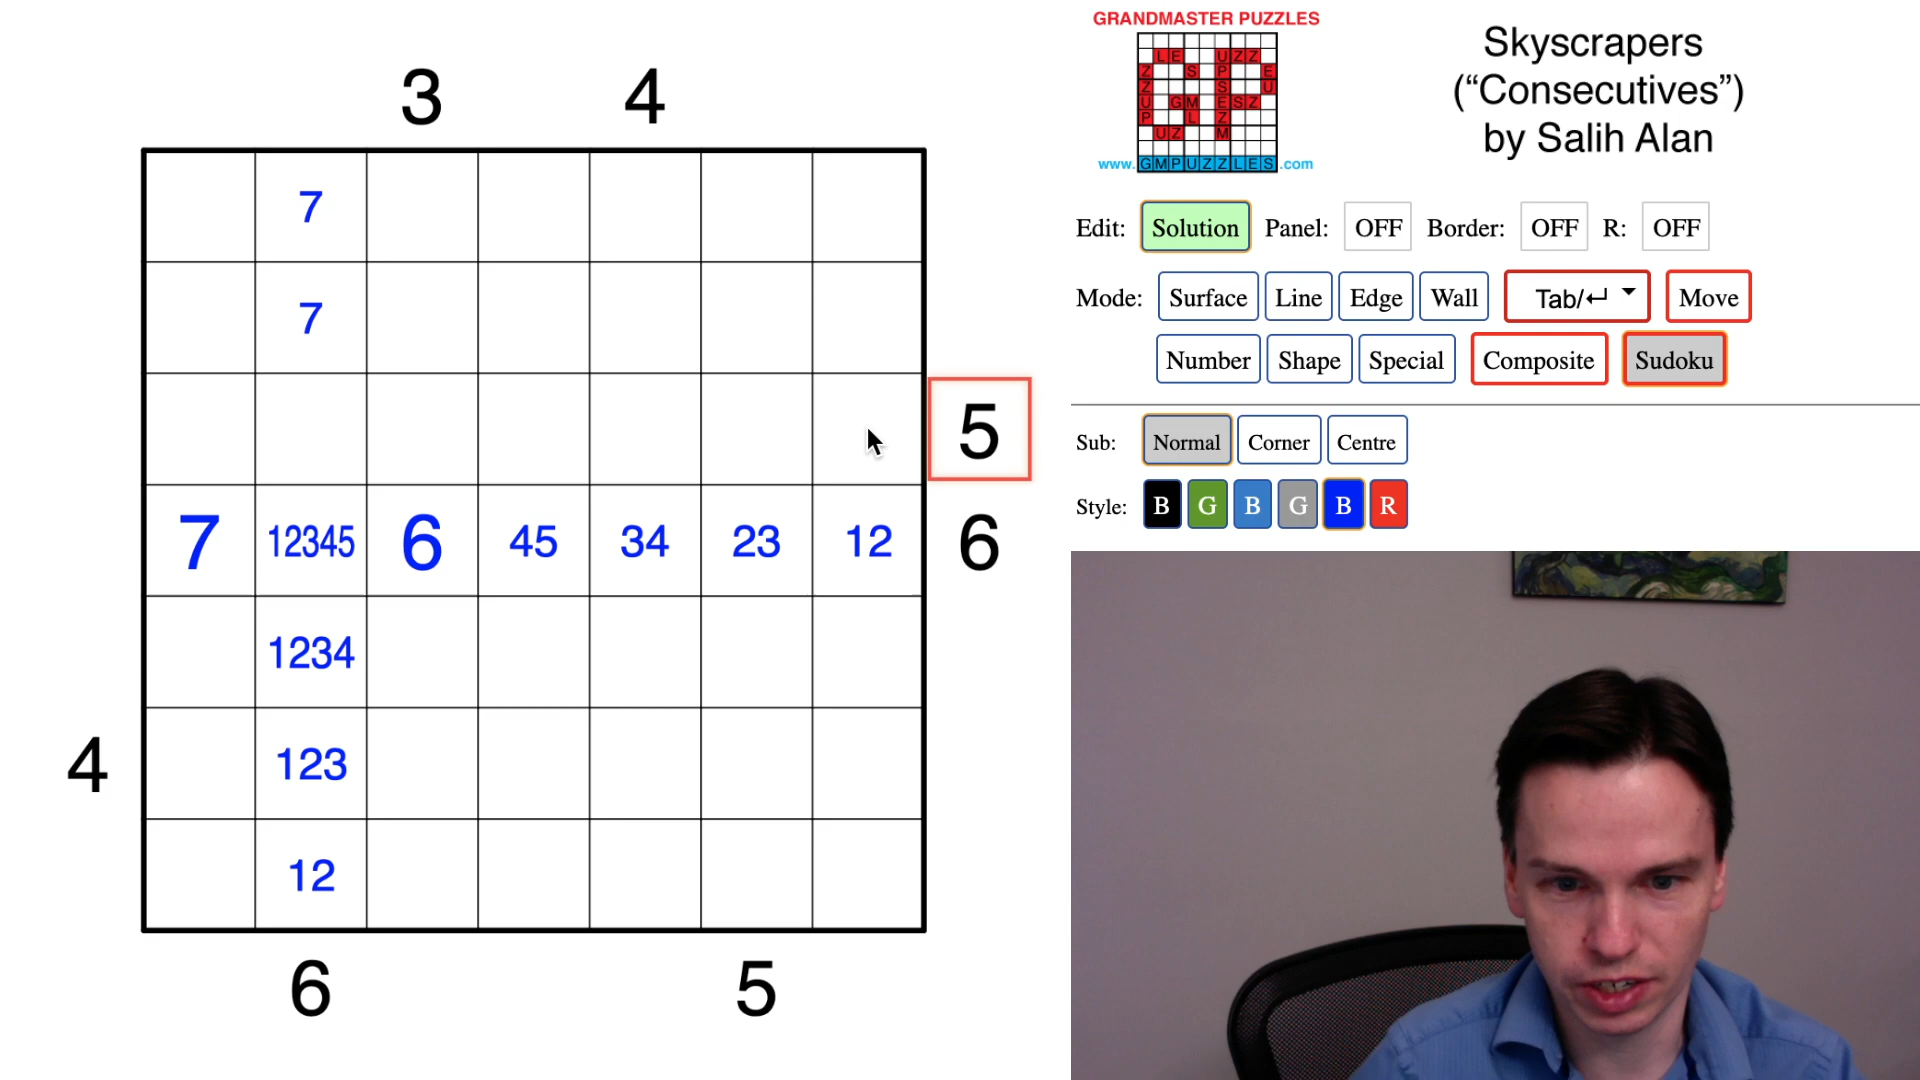 3 4
7
7
5
7 12345 6 45 34 23 12 6
1234
4 123
12
6 5
GRANDMASTER PUZZLES
L E U Z Z
Z S P E
Z S U
U G M E S Z
P L Z
U Z M
www. G M P U Z Z L E S .com
Skyscrapers
(“Consecutives”)
by Salih Alan
Edit: Solution Panel: OFF Border: OFF R: OFF
Mode: Surface Line Edge Wall Tab/↵ Move
Number Shape Special Composite Sudoku
Sub: Normal Corner Centre
Style: B G B G B R